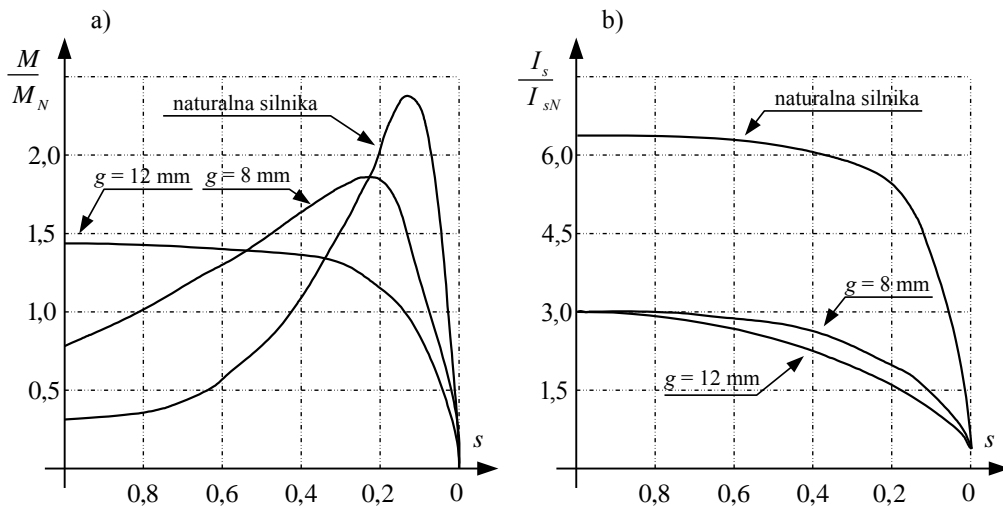 a)
M
M_N
naturalna silnika
2,0
g = 12 mm
g = 8 mm
1,5
1,0
0,5
s
0,8
0,6
0,4
0,2
0
b)
I_s
I_sN
naturalna silnika
6,0
4,5
g = 8 mm
3,0
g = 12 mm
1,5
s
0,8
0,6
0,4
0,2
0